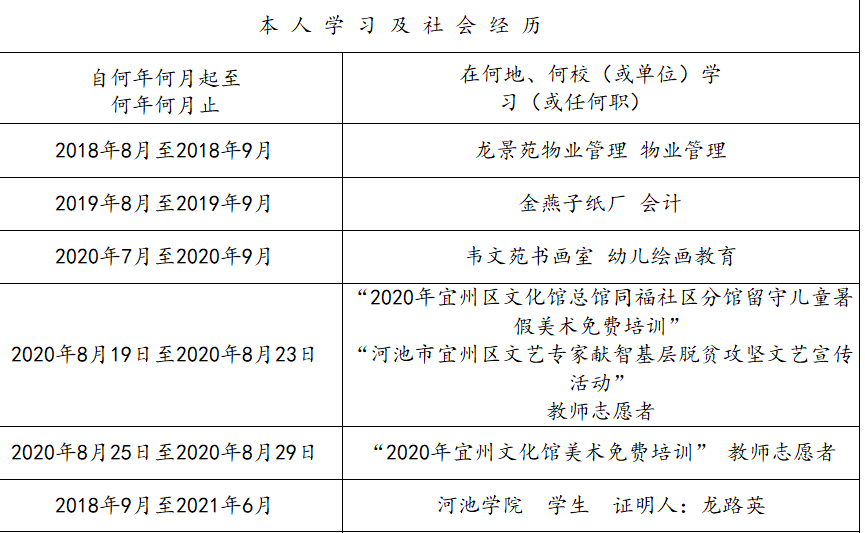 本 人 学 习 及 社 会 经 历
自何年何月起至
何年何月止
在何地、何校（或单位）学
习（或任何职）
2018年8月至2018年9月
龙景苑物业管理 物业管理
2019年8月至2019年9月
金燕子纸厂 会计
2020年7月至2020年9月
韦文苑书画室 幼儿绘画教育
2020年8月19日至2020年8月23日
“2020年宜州区文化馆总馆同福社区分馆留守儿童暑
假美术免费培训”
“河池市宜州区文艺专家献智基层脱贫攻坚文艺宣传
活动”
教师志愿者
2020年8月25日至2020年8月29日
“2020年宜州文化馆美术免费培训” 教师志愿者
2018年9月至2021年6月
河池学院 学生 证明人：龙路英